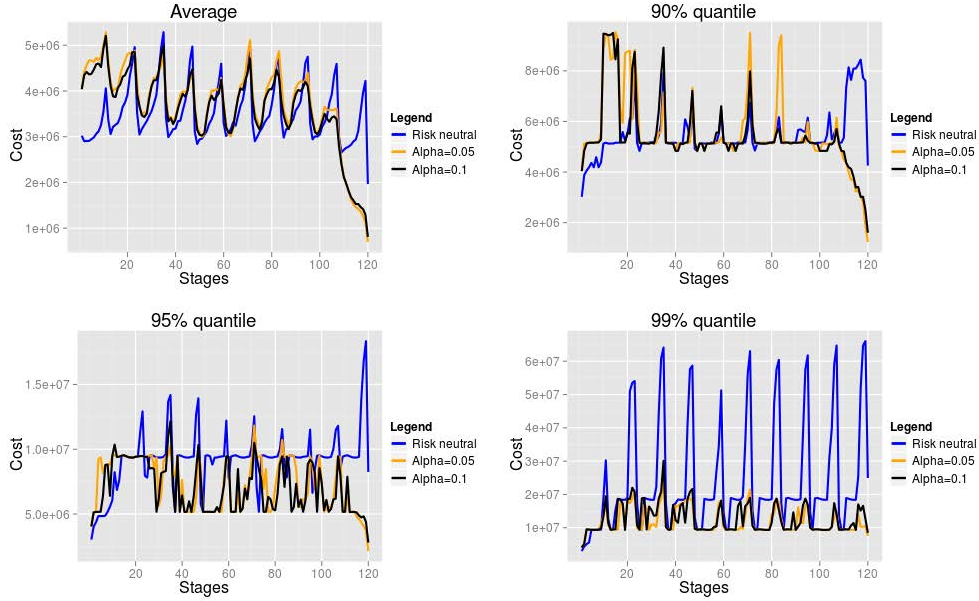 Average
Cost
5e+06
4e+06
3e+06
2e+06
1e+06
20 40 60 80 100 120
Stages
Legend
Risk neutral
Alpha=0.05
Alpha=0.1
90% quantile
Cost
8e+06
6e+06
4e+06
2e+06
20 40 60 80 100 120
Stages
Legend
Risk neutral
Alpha=0.05
Alpha=0.1
95% quantile
Cost
1.5e+07
1.0e+07
5.0e+06
20 40 60 80 100 120
Stages
Legend
Risk neutral
Alpha=0.05
Alpha=0.1
99% quantile
Cost
6e+07
5e+07
4e+07
3e+07
2e+07
1e+07
20 40 60 80 100 120
Stages
Legend
Risk neutral
Alpha=0.05
Alpha=0.1